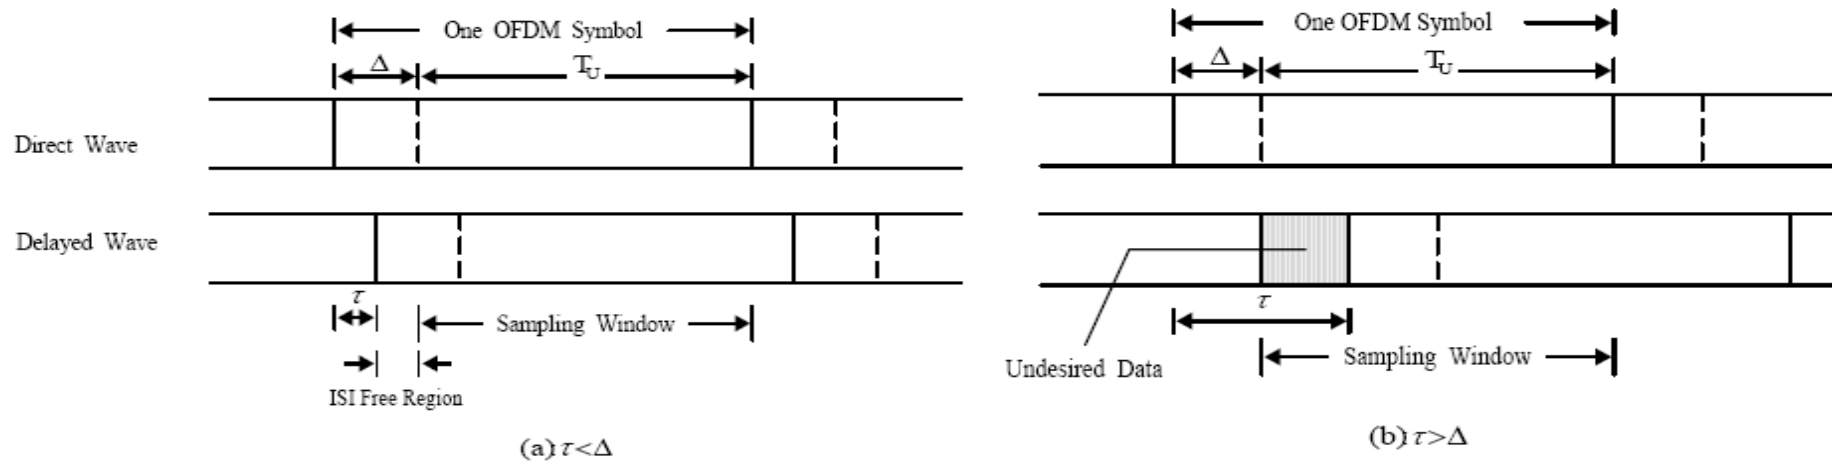 One OFDM Symbol
Δ
T_U
Direct Wave
Delayed Wave
τ
Sampling Window
ISI Free Region
(a):τ<Δ
One OFDM Symbol
Δ
T_U
τ
Sampling Window
Undesired Data
(b):τ>Δ